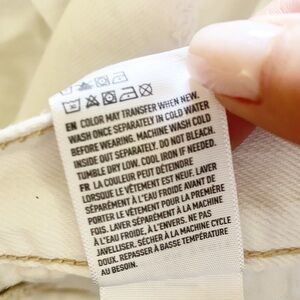 EN COLOR MAY TRANSFER WHEN NEW.
WASH ONCE SEPARATELY IN COLD WATER
BEFORE WEARING. MACHINE WASH COLD
INSIDE OUT SEPARATELY. DO NOT BLEACH.
TUMBLE DRY LOW. COOL IRON IF NEEDED.
FR LA COULEUR PEUT DÉTEINDRE
LORSQUE LE VÊTEMENT EST NEUF. LAVER
SÉPARÉMENT À L'EAU FROIDE AVANT DE
PORTER LE VÊTEMENT POUR LA PREMIÈRE
FOIS. LAVER SÉPARÉMENT À LA MACHINE
À L'EAU FROIDE, À L'ENVERS. NE PAS
JAVELLISER. SÉCHER À LA MACHINE CYCLE
DOUX. REPASSER À BASSE TEMPÉRATURE
AU BESOIN.